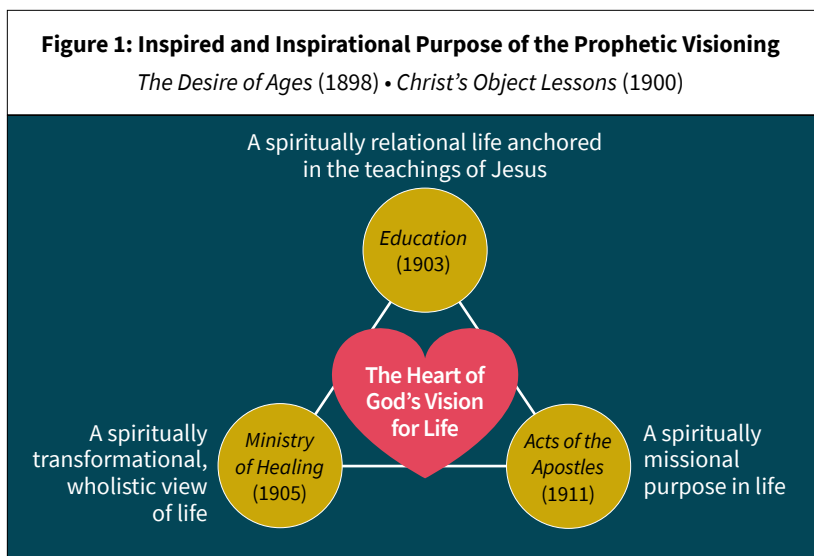 Figure 1: Inspired and Inspirational Purpose of the Prophetic Visioning
The Desire of Ages (1898) • Christ’s Object Lessons (1900)
A spiritually relational life anchored
in the teachings of Jesus
Education
(1903)
The Heart of
God’s Vision
for Life
A spiritually
transformational,
wholistic view
of life
Ministry
of Healing
(1905)
Acts of the
Apostles
(1911)
A spiritually
missional
purpose in life